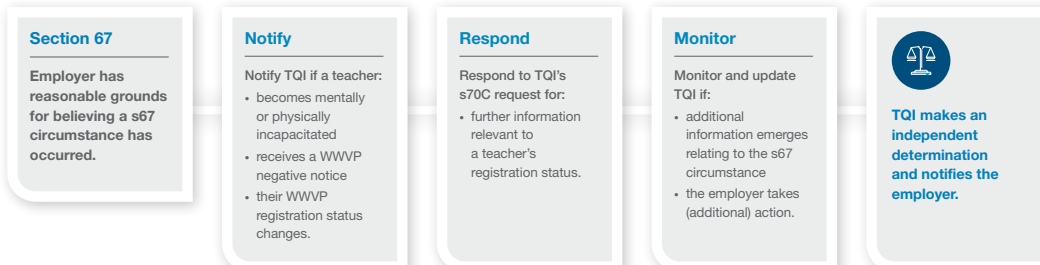 Section 67
Employer has
reasonable grounds
for believing a s67
circumstance has
occurred.
Notify
Notify TQI if a teacher:
• becomes mentally
or physically
incapacitated
• receives a WWVP
negative notice
• their WWVP
registration status
changes.
Respond
Respond to TQI's
s70C request for:
• further information
relevant to
a teacher's
registration status.
Monitor
Monitor and update
TQI if:
• additional
information emerges
relating to the s67
circumstance
• the employer takes
(additional) action.
TQI makes an
independent
determination
and notifies the
employer.